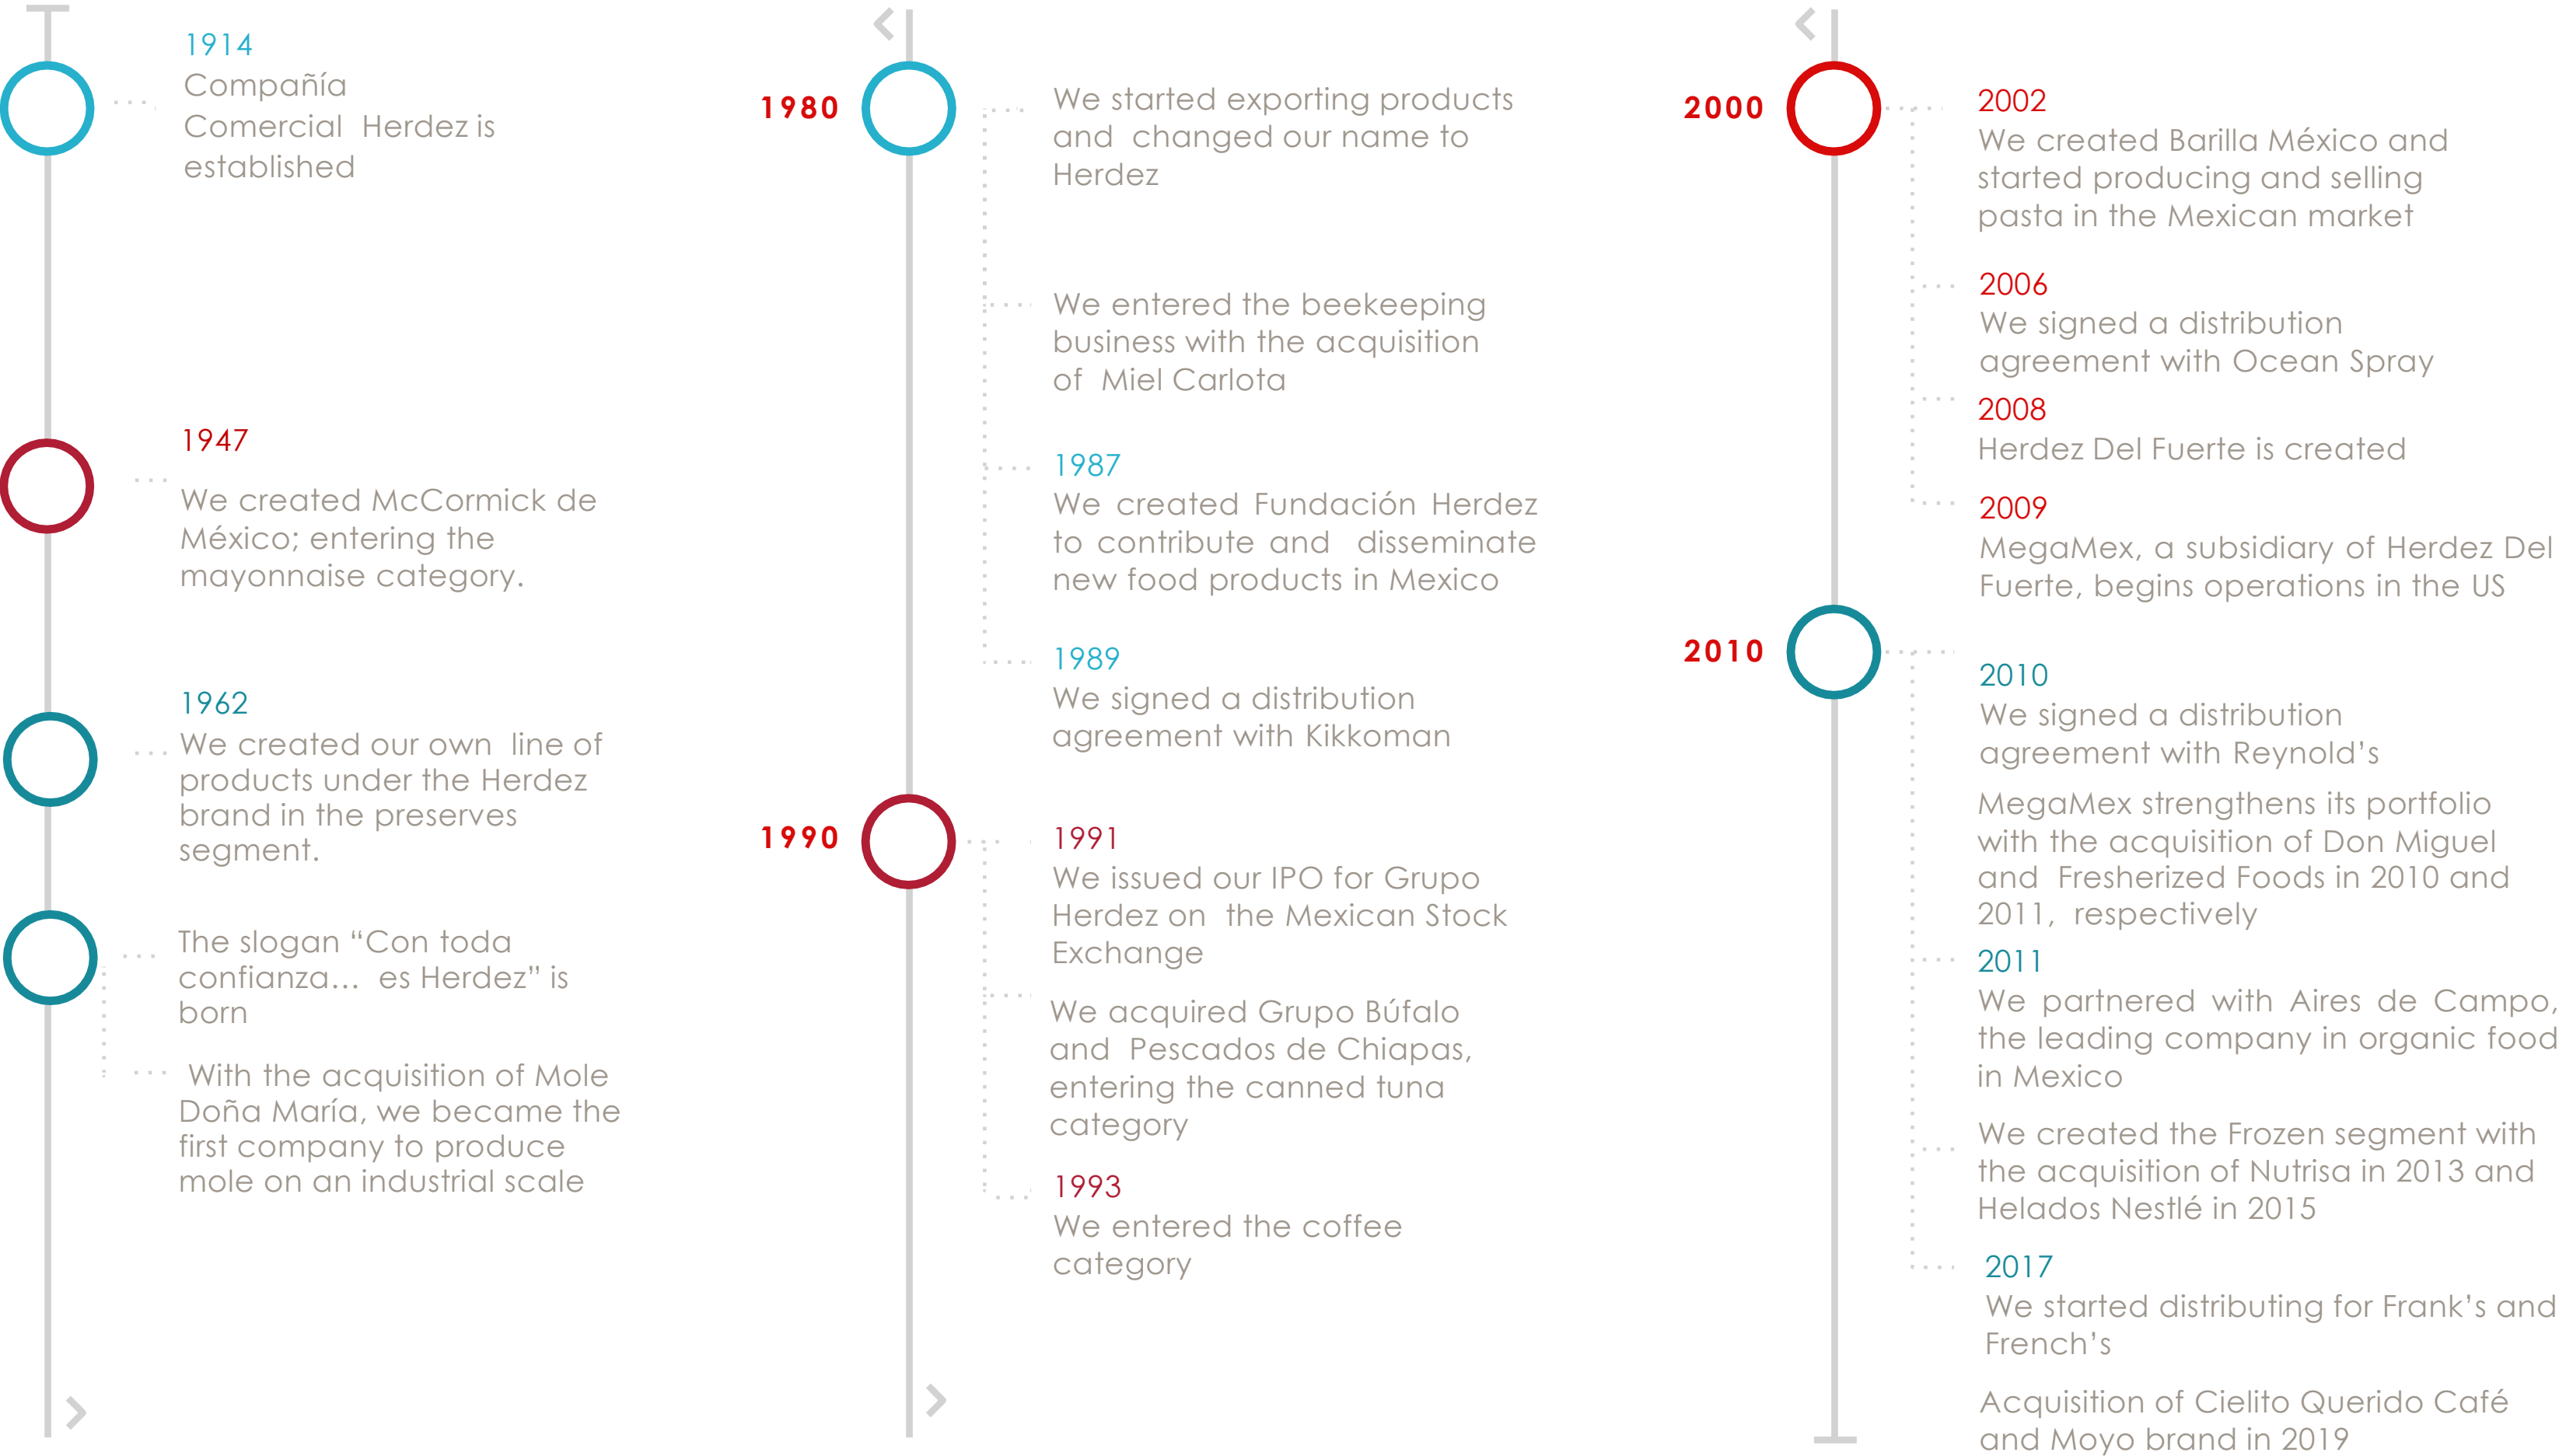 1914
Compañía
Comercial Herdez is
established
1947
We created McCormick de
México; entering the
mayonnaise category.
1962
We created our own line of
products under the Herdez
brand in the preserves
segment.
The slogan “Con toda
confianza… es Herdez” is
born
With the acquisition of Mole
Doña María, we became the
first company to produce
mole on an industrial scale
1980
We started exporting products
and changed our name to
Herdez
We entered the beekeeping
business with the acquisition
of Miel Carlota
1987
We created Fundación Herdez
to contribute and disseminate
new food products in Mexico
1989
We signed a distribution
agreement with Kikkoman
1990
1991
We issued our IPO for Grupo
Herdez on the Mexican Stock
Exchange
We acquired Grupo Búfalo
and Pescados de Chiapas,
entering the canned tuna
category
1993
We entered the coffee
category
2000
2002
We created Barilla México and
started producing and selling
pasta in the Mexican market
2006
We signed a distribution
agreement with Ocean Spray
2008
Herdez Del Fuerte is created
2009
MegaMex, a subsidiary of Herdez Del
Fuerte, begins operations in the US
2010
2010
We signed a distribution
agreement with Reynold’s
MegaMex strengthens its portfolio
with the acquisition of Don Miguel
and Fresherized Foods in 2010 and
2011, respectively
2011
We partnered with Aires de Campo,
the leading company in organic food
in Mexico
We created the Frozen segment with
the acquisition of Nutrisa in 2013 and
Helados Nestlé in 2015
2017
We started distributing for Frank’s and
French’s
Acquisition of Cielito Querido Café
and Moyo brand in 2019